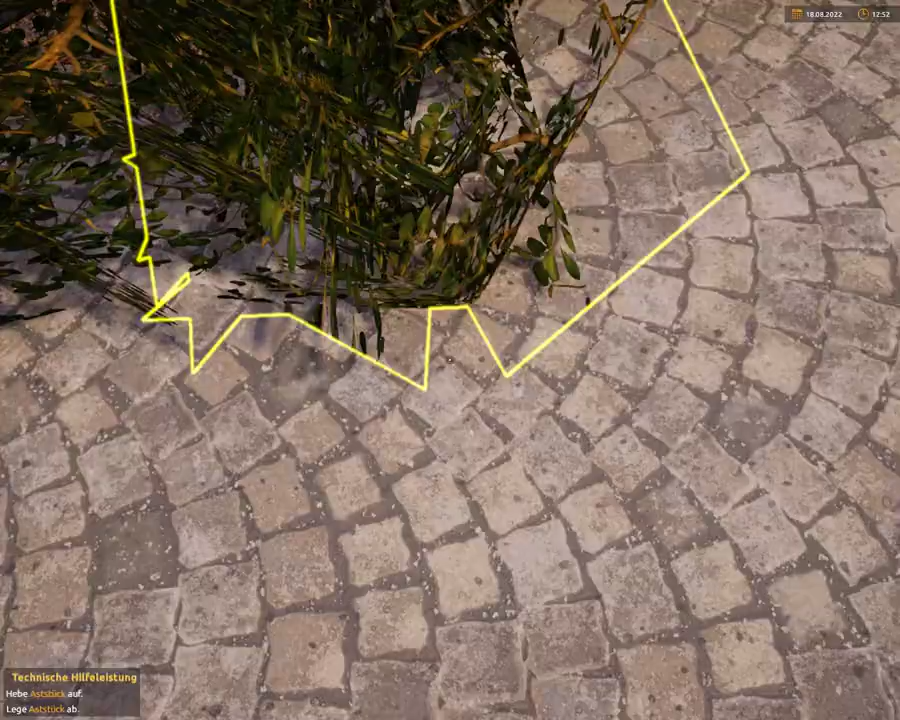 18.08.2022 12:52
Technische Hilfeleistung
Hebe Aststück auf.
Lege Aststück ab.